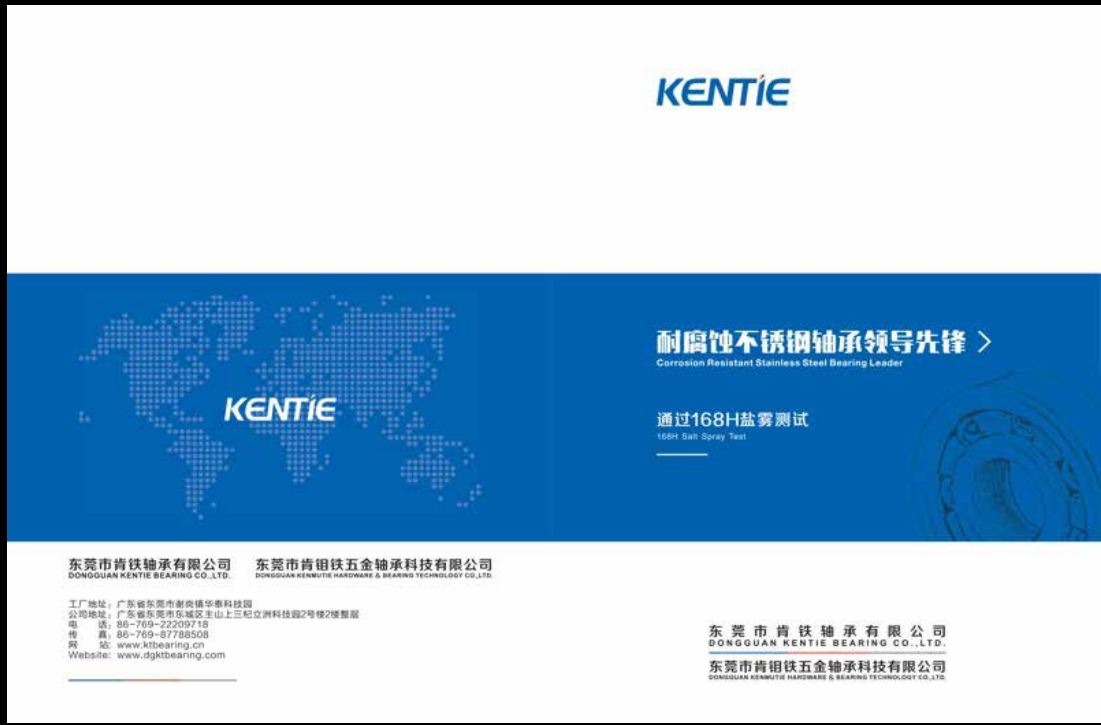 KENTIE
KENTIE
耐腐蚀不锈钢轴承领导先锋 >
Corrosion Resistant Stainless Steel Bearing Leader
通过168H盐雾测试
168H Salt Spray Test
东莞市肯铁轴承有限公司
DONGGUAN KENTIE BEARING CO.,LTD.
东莞市肯钼铁五金轴承科技有限公司
DONGGUAN KENMUTIE HARDWARE & BEARING TECHNOLOGY CO.,LTD.
工厂地址：广东省东莞市谢岗镇华泰科技园
公司地址：广东省东莞市东城区主山上三杞立洲科技园2号楼2楼整层
电 话：86-769-22209718
传 真：86-769-87788508
网 站：www.ktbearing.cn
Website: www.dgktbearing.com
东莞市肯铁轴承有限公司
DONGGUAN KENTIE BEARING CO.,LTD.
东莞市肯钼铁五金轴承科技有限公司
DONGGUAN KENMUTIE HARDWARE & BEARING TECHNOLOGY CO.,LTD.